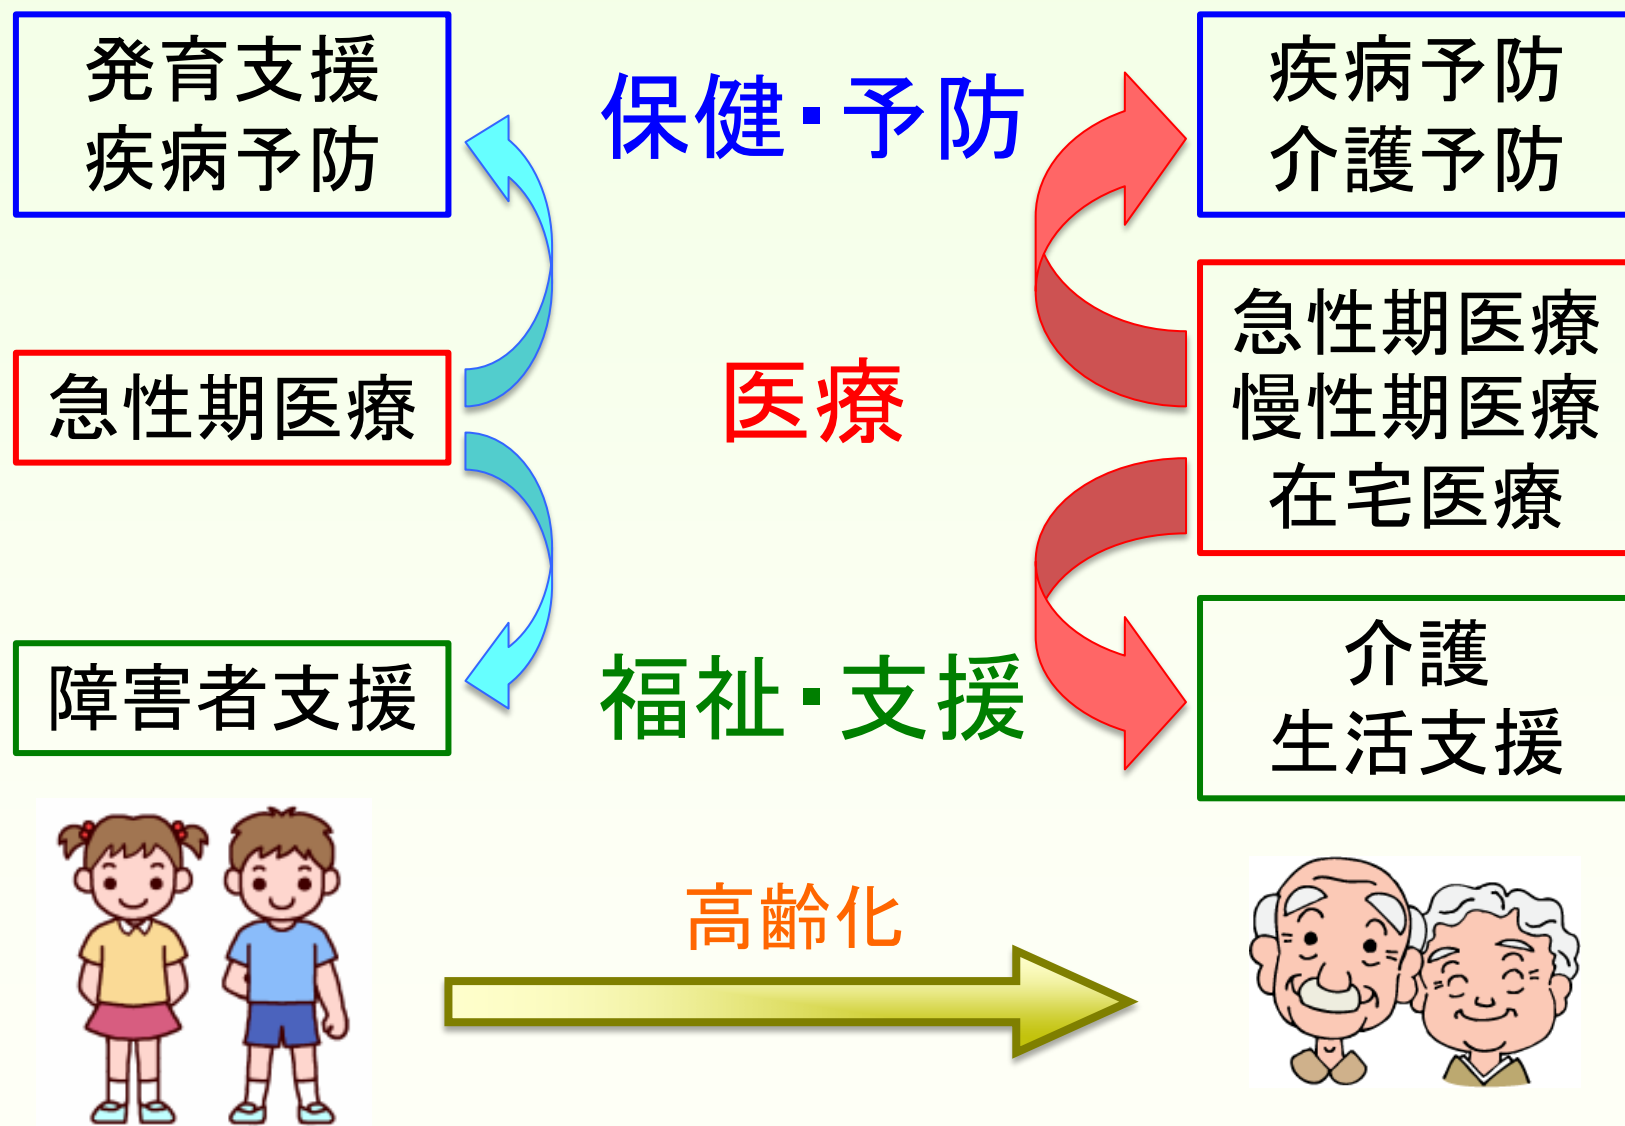 発育支援
疾病予防
保健・予防
疾病予防
介護予防
急性期医療
医療
急性期医療
慢性期医療
在宅医療
障害者支援
福祉・支援
介護
生活支援
高齢化